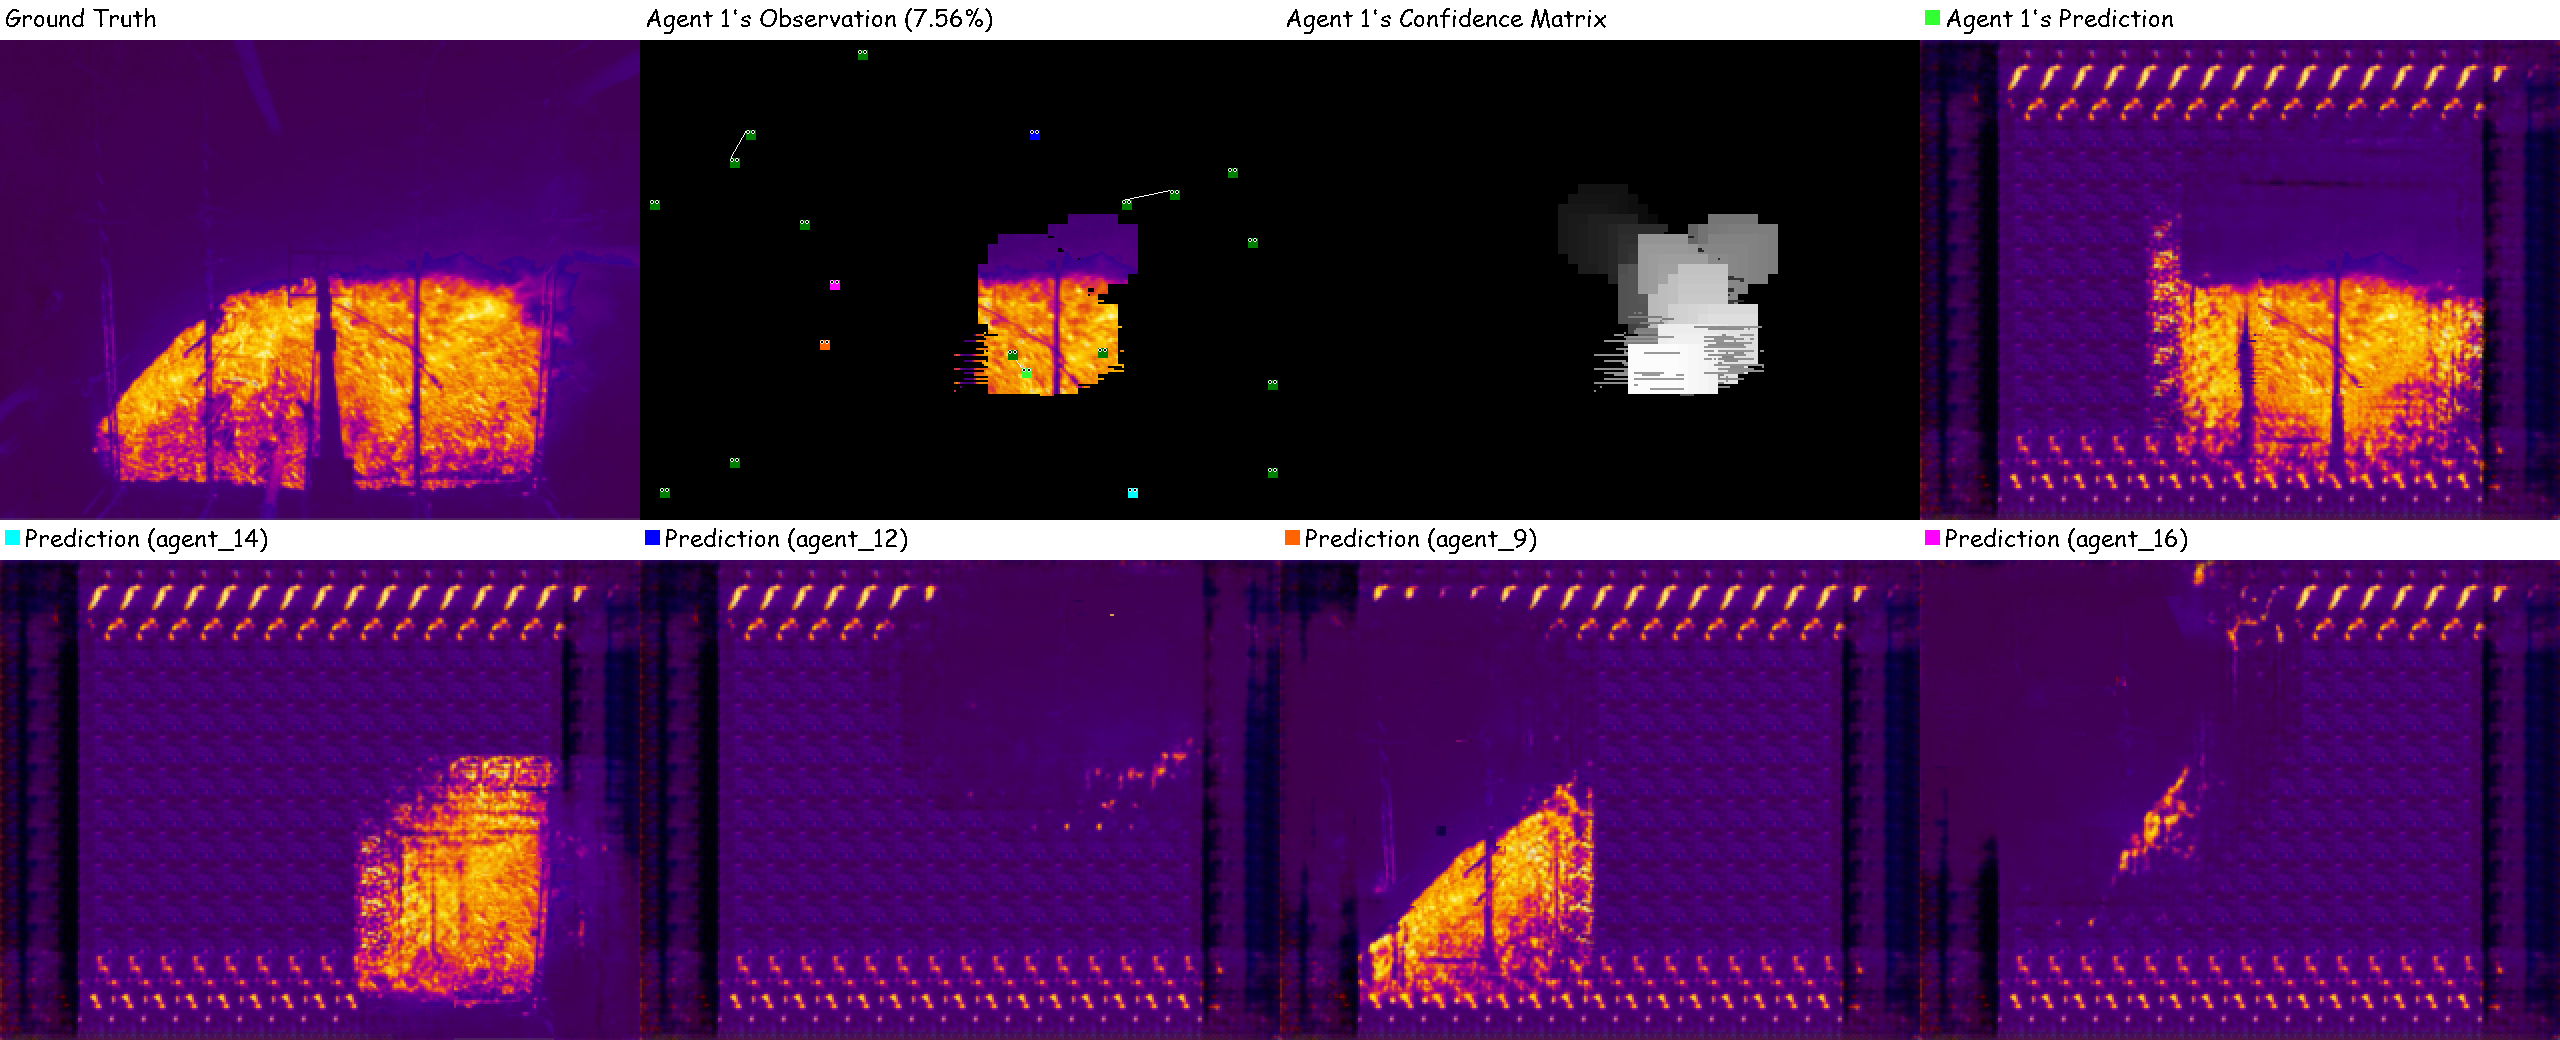 Ground Truth
Agent 1's Observation (7.56%)
Agent 1's Confidence Matrix
Agent 1's Prediction
Prediction (agent_14)
Prediction (agent_12)
Prediction (agent_9)
Prediction (agent_16)